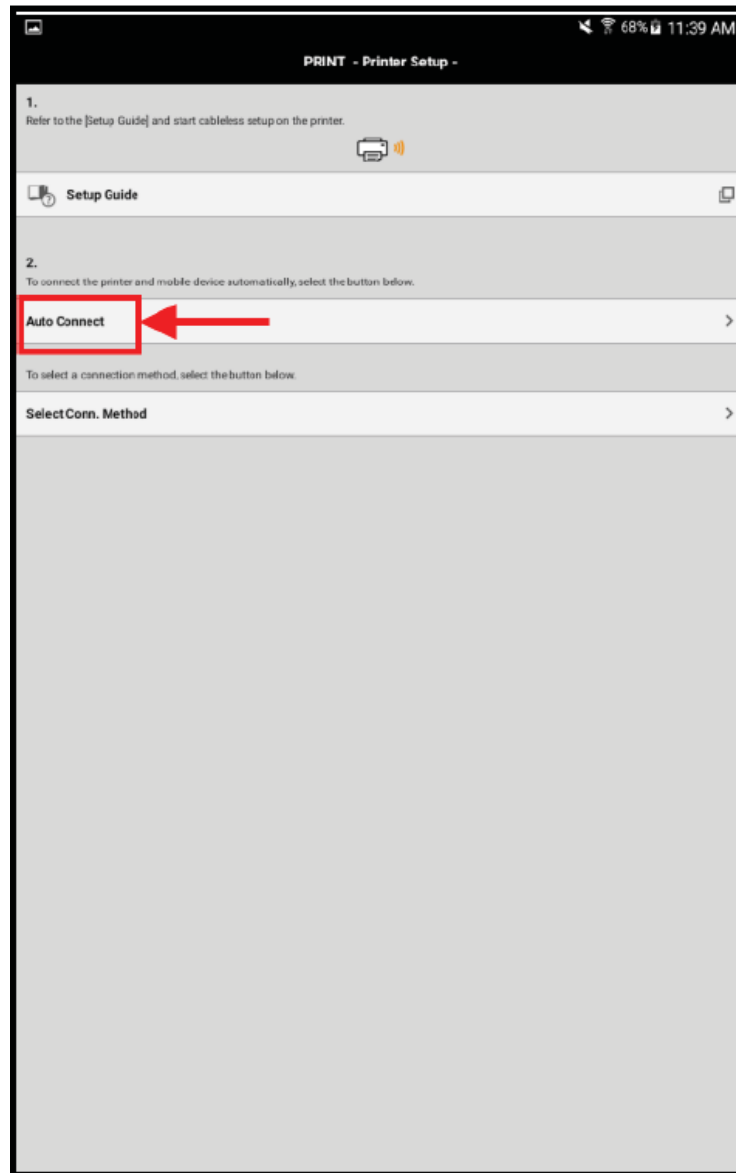 68% 11:39 AM
PRINT - Printer Setup -
1.
Refer to the [Setup Guide] and start cableless setup on the printer.
Setup Guide
2.
To connect the printer and mobile device automatically, select the button below.
Auto Connect
To select a connection method, select the button below.
Select Conn. Method